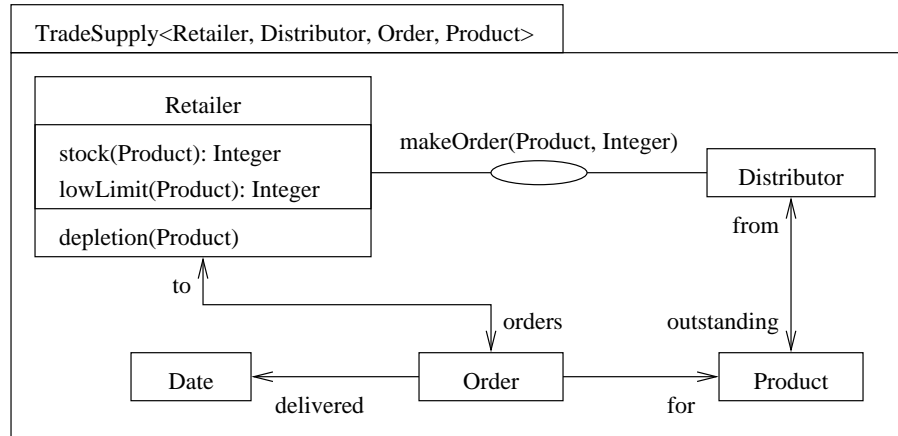 TradeSupply<Retailer, Distributor, Order, Product>
Retailer
stock(Product): Integer
lowLimit(Product): Integer
depletion(Product)
makeOrder(Product, Integer)
Distributor
from
to
orders
outstanding
Date
Order
Product
delivered
for